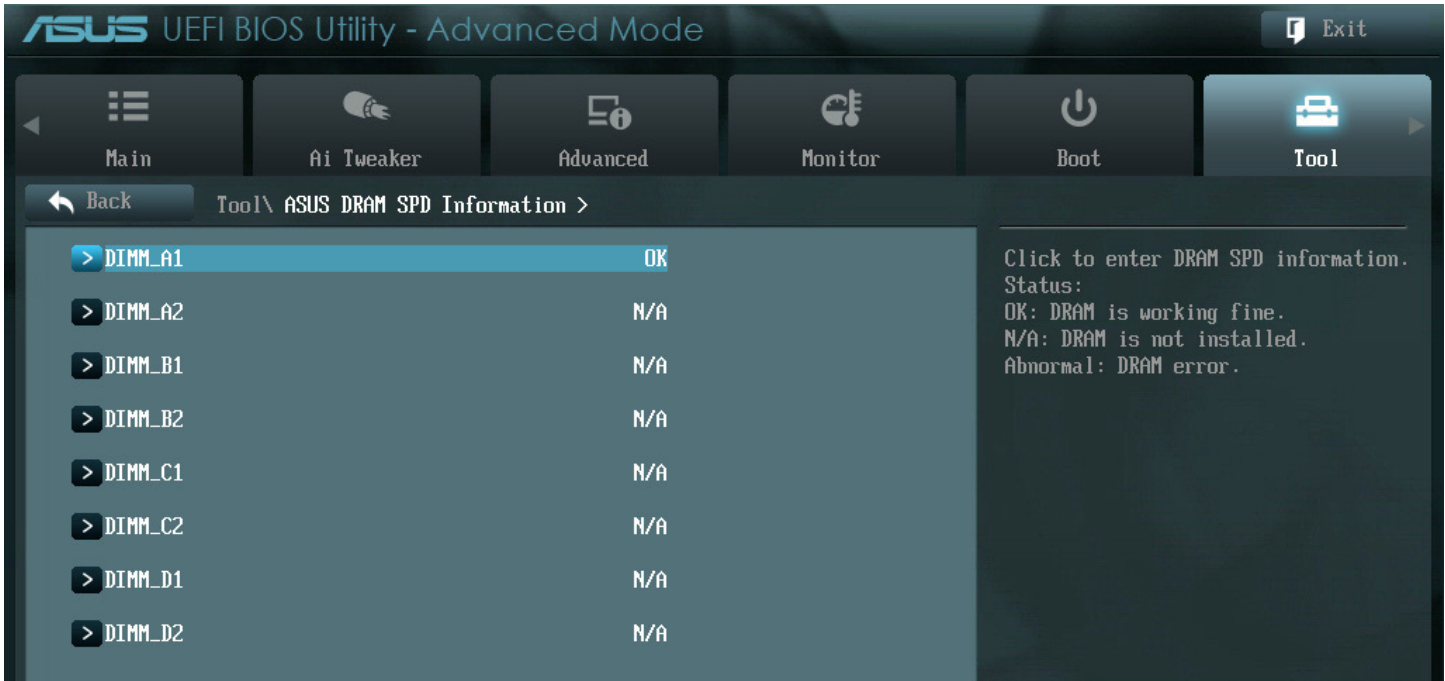 ASUS UEFI BIOS Utility - Advanced Mode
Exit
Main
Ai Tweaker
Advanced
Monitor
Boot
Tool
Back
Tool\ ASUS DRAM SPD Information >
> DIMM_A1 OK
> DIMM_A2 N/A
> DIMM_B1 N/A
> DIMM_B2 N/A
> DIMM_C1 N/A
> DIMM_C2 N/A
> DIMM_D1 N/A
> DIMM_D2 N/A
Click to enter DRAM SPD information.
Status:
OK: DRAM is working fine.
N/A: DRAM is not installed.
Abnormal: DRAM error.